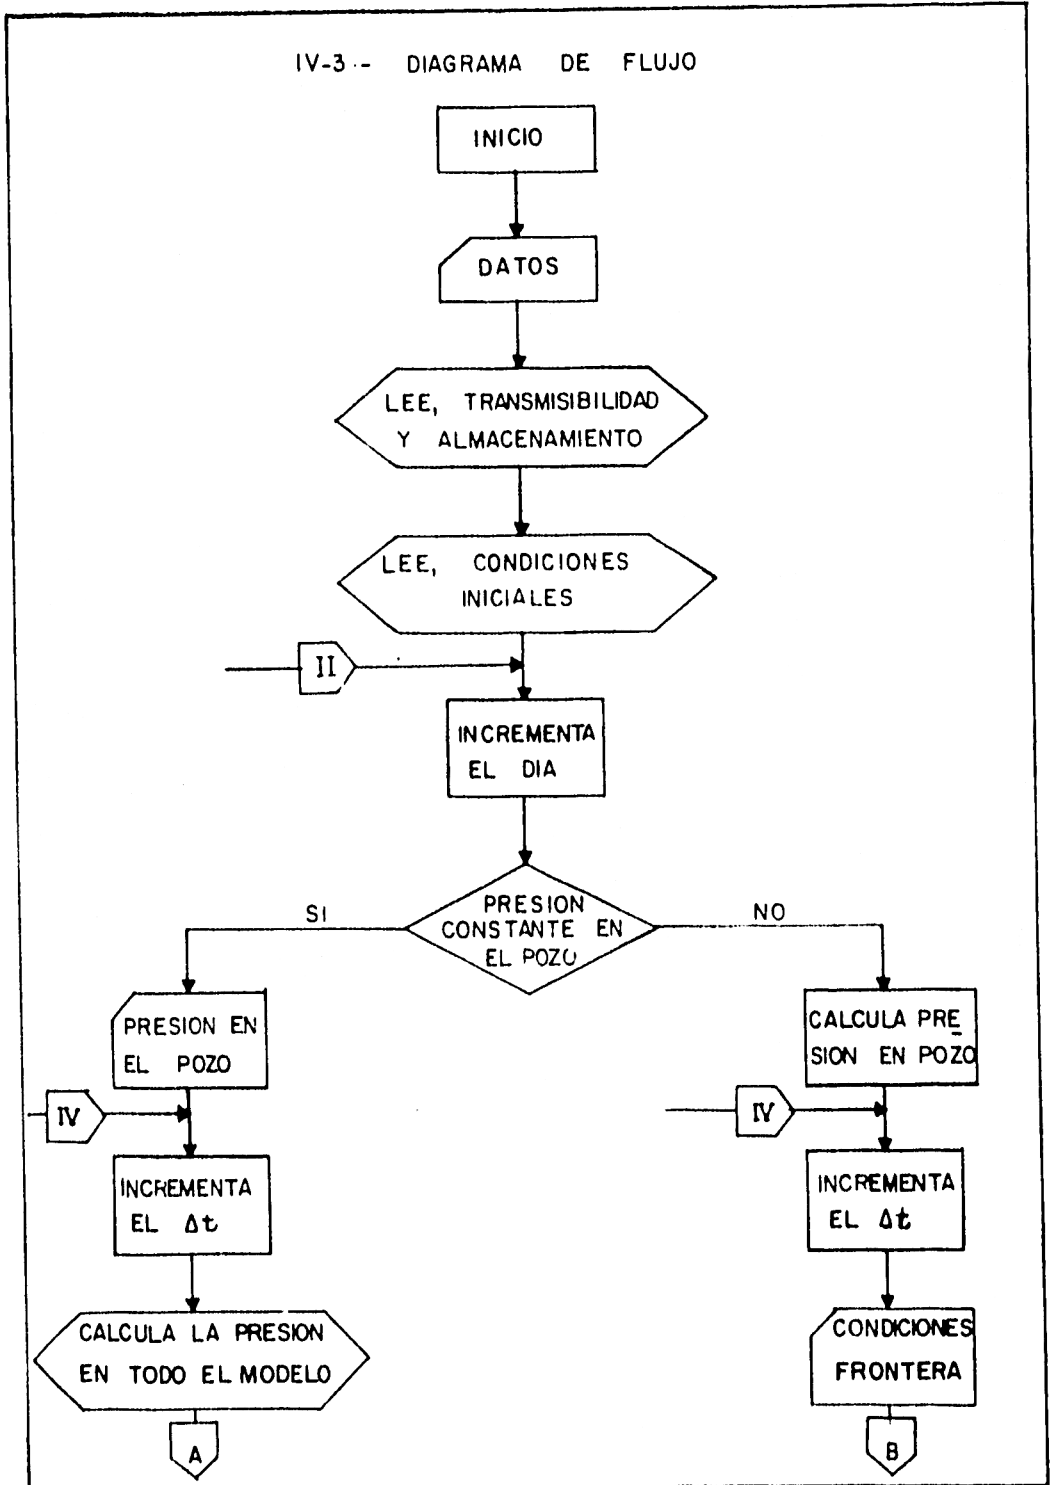 IV-3.- DIAGRAMA DE FLUJO
INICIO
DATOS
LEE, TRANSMISIBILIDAD
Y ALMACENAMIENTO
LEE, CONDICIONES
INICIALES
II
INCREMENTA
EL DIA
PRESION
CONSTANTE EN
EL POZO
SI
NO
PRESION EN
EL POZO
IV
INCREMENTA
EL Δt
CALCULA LA PRESION
EN TODO EL MODELO
A
CALCULA PRE
SION EN POZO
IV
INCREMENTA
EL Δt
CONDICIONES
FRONTERA
B